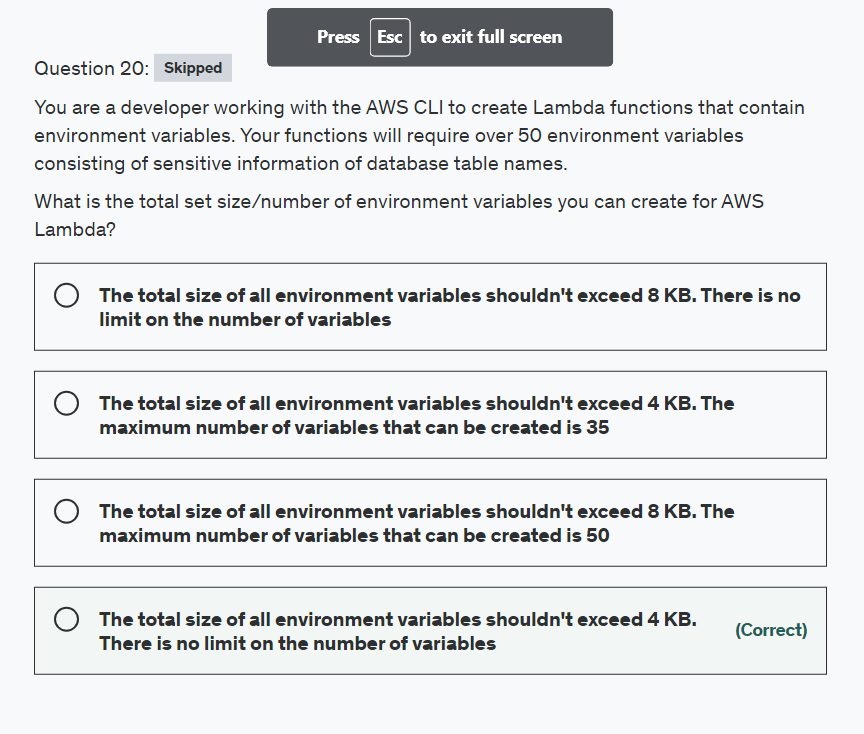 Press Esc to exit full screen
Question 20: Skipped
You are a developer working with the AWS CLI to create Lambda functions that contain
environment variables. Your functions will require over 50 environment variables
consisting of sensitive information of database table names.
What is the total set size/number of environment variables you can create for AWS
Lambda?
The total size of all environment variables shouldn't exceed 8 KB. There is no
limit on the number of variables
The total size of all environment variables shouldn't exceed 4 KB. The
maximum number of variables that can be created is 35
The total size of all environment variables shouldn't exceed 8 KB. The
maximum number of variables that can be created is 50
The total size of all environment variables shouldn't exceed 4 KB.
There is no limit on the number of variables
(Correct)